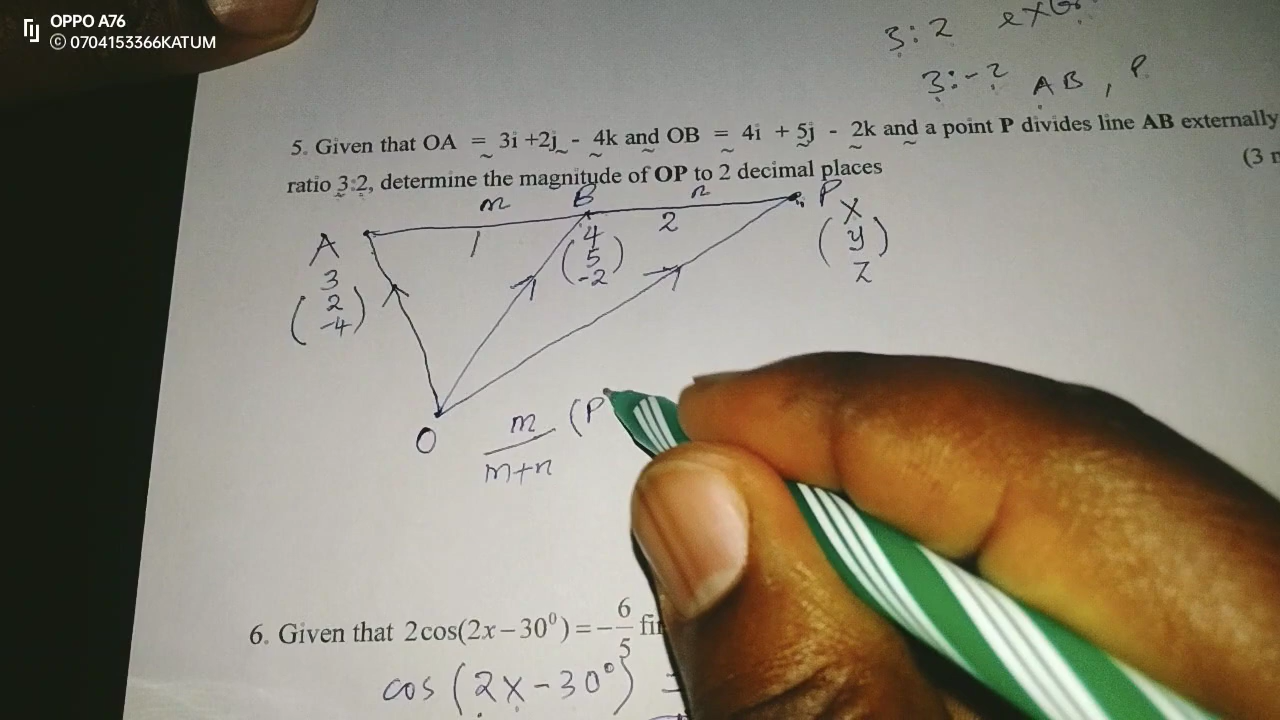 OPPO A76
© 0704153366KATUM
3:2
3:-2 AB, P
5. Given that OA = 3i +2j - 4k and OB = 4i + 5j - 2k and a point P divides line AB externally
(3
ratio 3:2, determine the magnitude of OP to 2 decimal places
m B n P
A 1 2
3
2
-4
4
5
-2
x
y
z
O
m
m+n
(P
6. Given that 2cos(2x-30⁰)=-6/5
cos (2x-30°) =